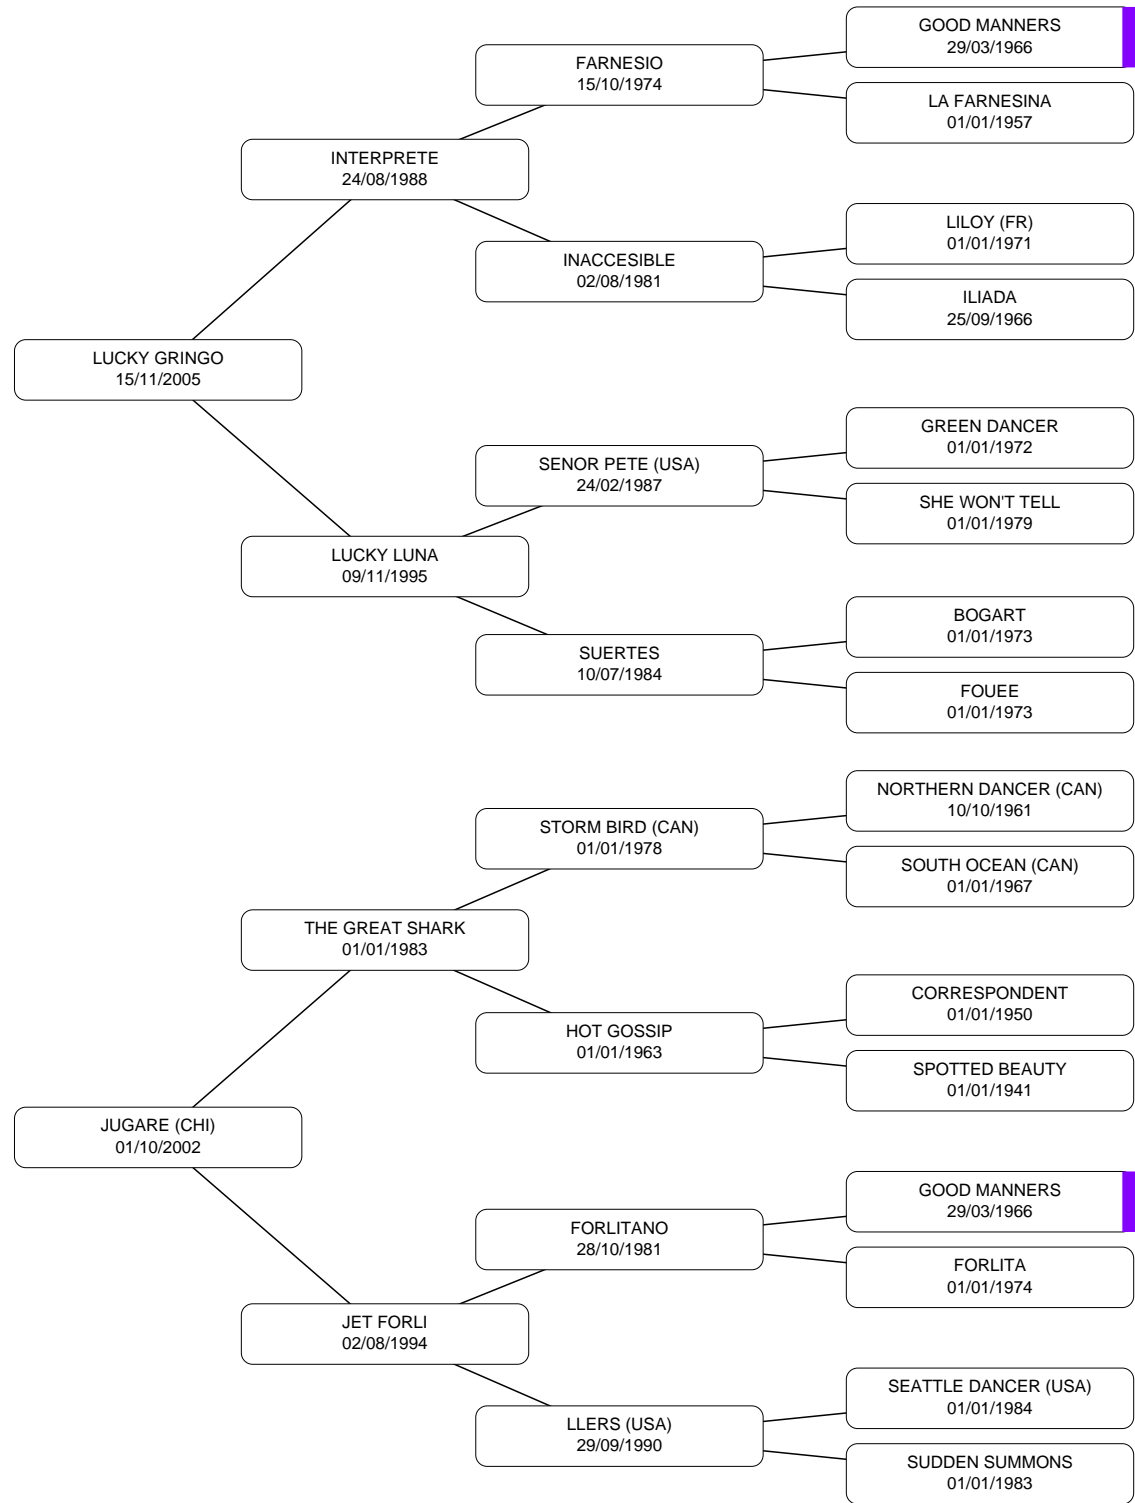 GOOD MANNERS
29/03/1966
FARNESIO
15/10/1974
LA FARNESINA
01/01/1957
INTERPRETE
24/08/1988
LILOY (FR)
01/01/1971
INACCESIBLE
02/08/1981
ILIADA
25/09/1966
LUCKY GRINGO
15/11/2005
GREEN DANCER
01/01/1972
SENOR PETE (USA)
24/02/1987
SHE WON'T TELL
01/01/1979
LUCKY LUNA
09/11/1995
BOGART
01/01/1973
SUERTES
10/07/1984
FOUEE
01/01/1973
NORTHERN DANCER (CAN)
10/10/1961
STORM BIRD (CAN)
01/01/1978
SOUTH OCEAN (CAN)
01/01/1967
THE GREAT SHARK
01/01/1983
CORRESPONDENT
01/01/1950
HOT GOSSIP
01/01/1963
SPOTTED BEAUTY
01/01/1941
JUGARE (CHI)
01/10/2002
GOOD MANNERS
29/03/1966
FORLITANO
28/10/1981
FORLITA
01/01/1974
JET FORLI
02/08/1994
SEATTLE DANCER (USA)
01/01/1984
LLERS (USA)
29/09/1990
SUDDEN SUMMONS
01/01/1983